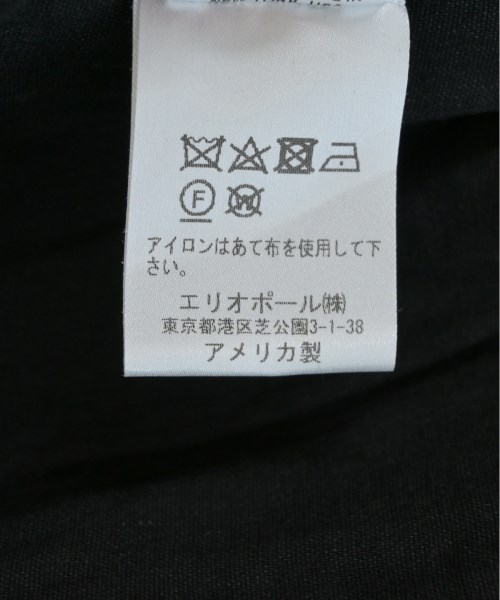 F W
アイロンはあて布を使用して下
さい。
エリオポール㈱
東京都港区芝公園3-1-38
アメリカ製